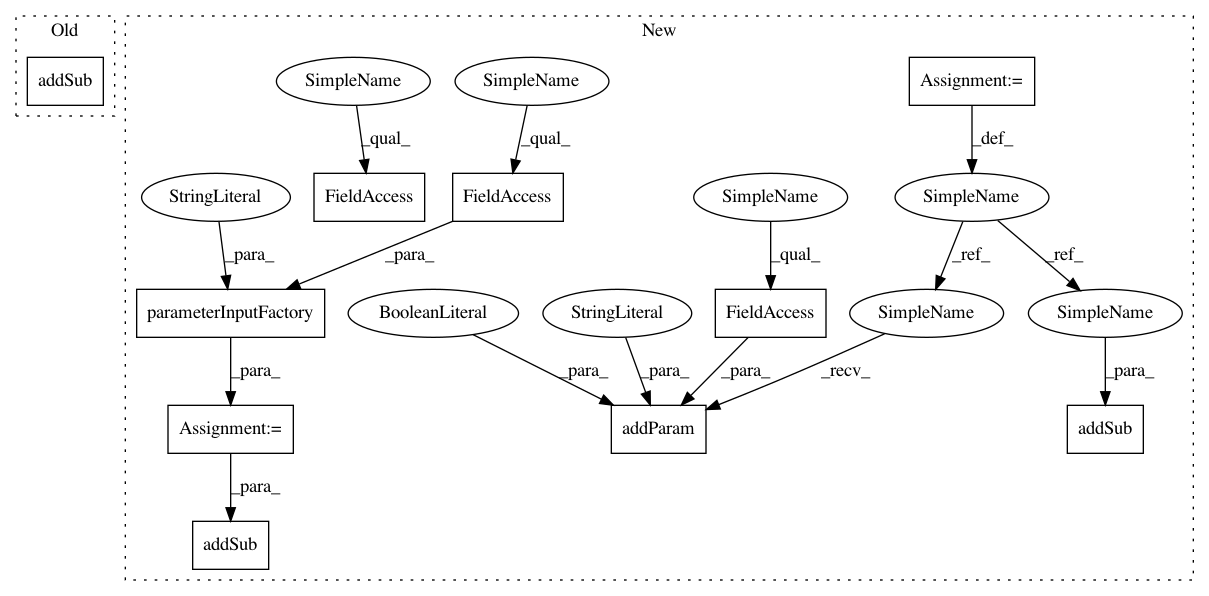 Old
New
addSub
SimpleName
SimpleName
Assignment:=
_qual_
_qual_
_def_
StringLiteral
FieldAccess
FieldAccess
SimpleName
SimpleName
_para_
_para_
_qual_
_ref_
_ref_
parameterInputFactory
BooleanLiteral
StringLiteral
FieldAccess
SimpleName
SimpleName
_para_
_para_
_para_
_para_
_recv_
_para_
Assignment:=
addParam
addSub
_para_
addSub